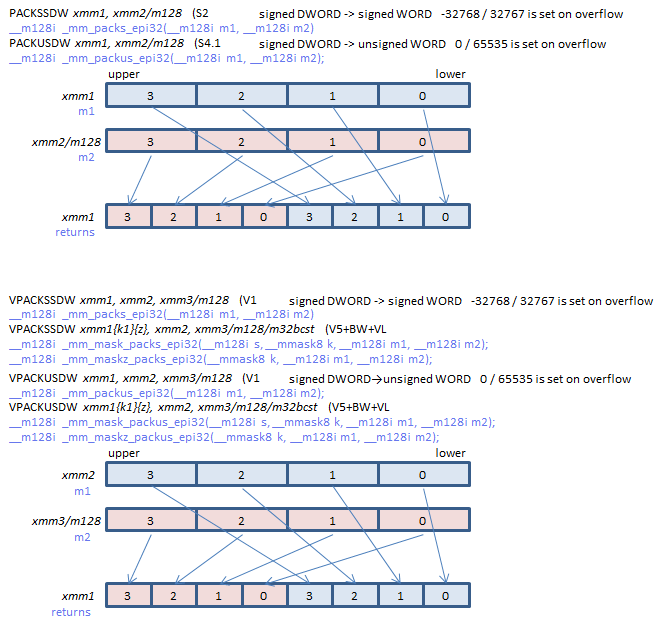 PACKSSDW xmm1, xmm2/m128 (S2 signed DWORD -> signed WORD -32768 / 32767 is set on overflow
__m128i _mm_packs_epi32(__m128i m1, __m128i m2)
PACKUSDW xmm1, xmm2/m128 (S4.1 signed DWORD -> unsigned WORD 0 / 65535 is set on overflow
__m128i _mm_packus_epi32(__m128i m1, __m128i m2);
upper lower
xmm1 3 2 1 0
m1
xmm2/m128 3 2 1 0
m2
xmm1 3 2 1 0 3 2 1 0
returns
VPACKSSDW xmm1, xmm2, xmm3/m128 (V1 signed DWORD -> signed WORD -32768 / 32767 is set on overflow
__m128i _mm_packs_epi32(__m128i m1, __m128i m2)
VPACKSSDW xmm1{k1}{z}, xmm2, xmm3/m128/m32bcst (V5+BW+VL
__m128i _mm_mask_packs_epi32(__m128i s, __mmask8 k, __m128i m1, __m128i m2);
__m128i _mm_maskz_packs_epi32(__mmask8 k, __m128i m1, __m128i m2);
VPACKUSDW xmm1, xmm2, xmm3/m128 (V1 signed DWORD→unsigned WORD 0 / 65535 is set on overflow
__m128i _mm_packus_epi32(__m128i m1, __m128i m2);
VPACKUSDW xmm1{k1}{z}, xmm2, xmm3/m128/m32bcst (V5+BW+VL
__m128i _mm_mask_packus_epi32(__m128i s, __mmask8 k, __m128i m1, __m128i m2);
__m128i _mm_maskz_packus_epi32(__mmask8 k, __m128i m1, __m128i m2);
upper lower
xmm2 3 2 1 0
m1
xmm3/m128 3 2 1 0
m2
xmm1 3 2 1 0 3 2 1 0
returns